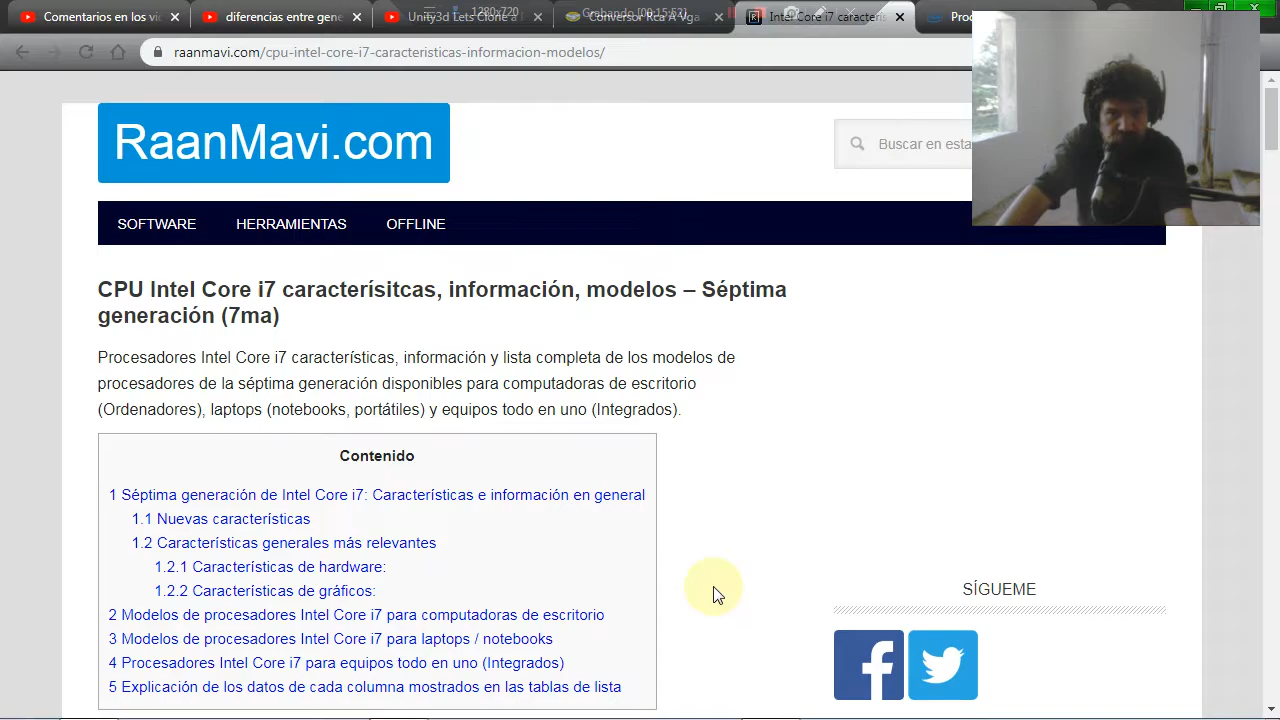 Comentarios en los vi
diferencias entre gene
Unity3d Lets Clone a
Conversor Rca A Vga
Intel Core i7 caracterís
Proc
1280x720
Grabando [00:15:52]
raanmavi.com/cpu-intel-core-i7-caracteristicas-informacion-modelos/
RaanMavi.com
Buscar en esta
SOFTWARE HERRAMIENTAS OFFLINE
CPU Intel Core i7 caracterísitcas, información, modelos – Séptima
generación (7ma)
Procesadores Intel Core i7 características, información y lista completa de los modelos de
procesadores de la séptima generación disponibles para computadoras de escritorio
(Ordenadores), laptops (notebooks, portátiles) y equipos todo en uno (Integrados).
Contenido
1 Séptima generación de Intel Core i7: Características e información en general
1.1 Nuevas características
1.2 Características generales más relevantes
1.2.1 Características de hardware:
1.2.2 Características de gráficos:
2 Modelos de procesadores Intel Core i7 para computadoras de escritorio
3 Modelos de procesadores Intel Core i7 para laptops / notebooks
4 Procesadores Intel Core i7 para equipos todo en uno (Integrados)
5 Explicación de los datos de cada columna mostrados en las tablas de lista
SÍGUEME